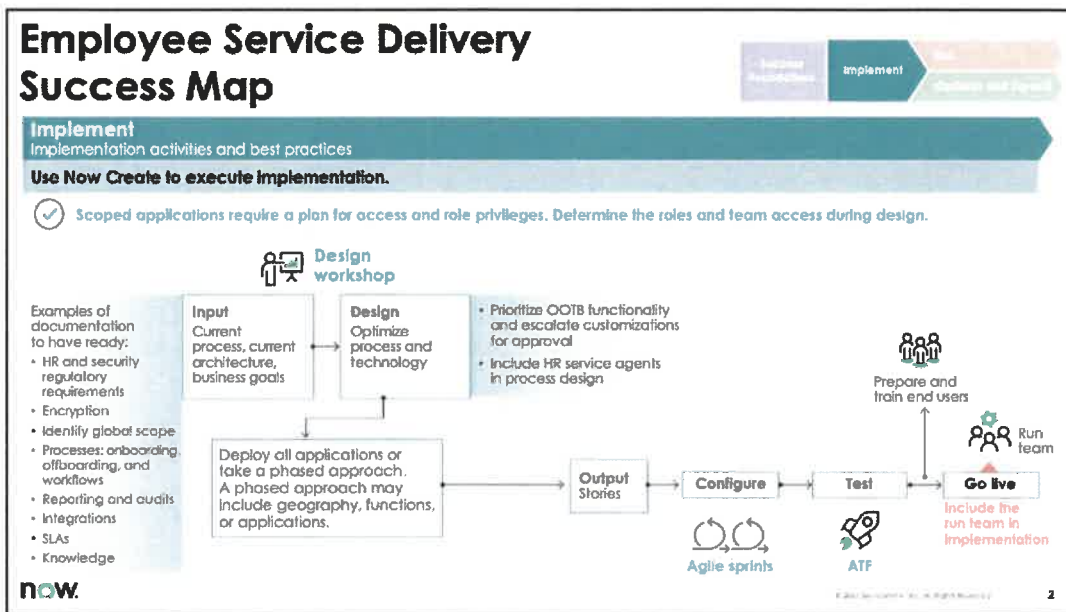 Employee Service Delivery
Success Map
Implement
Implement
Implementation activities and best practices
Use Now Create to execute implementation.
Scoped applications require a plan for access and role privileges. Determine the roles and team access during design.
Design
workshop
Examples of
documentation
to have ready:
• HR and security
regulatory
requirements
• Encryption
• Identify global scope
• Processes: onboarding,
offboarding, and
workflows
• Reporting and audits
• Integrations
• SLAs
• Knowledge
Input
Current
process, current
architecture,
business goals
Design
Optimize
process and
technology
• Prioritize OOTB functionality
and escalate customizations
for approval
• Include HR service agents
in process design
Deploy all applications or
take a phased approach.
A phased approach may
include geography, functions,
or applications.
Output
Stories
Configure
Agile sprints
Test
ATF
Prepare and
train end users
Run
team
Go live
Include the
run team in
implementation
now.
2